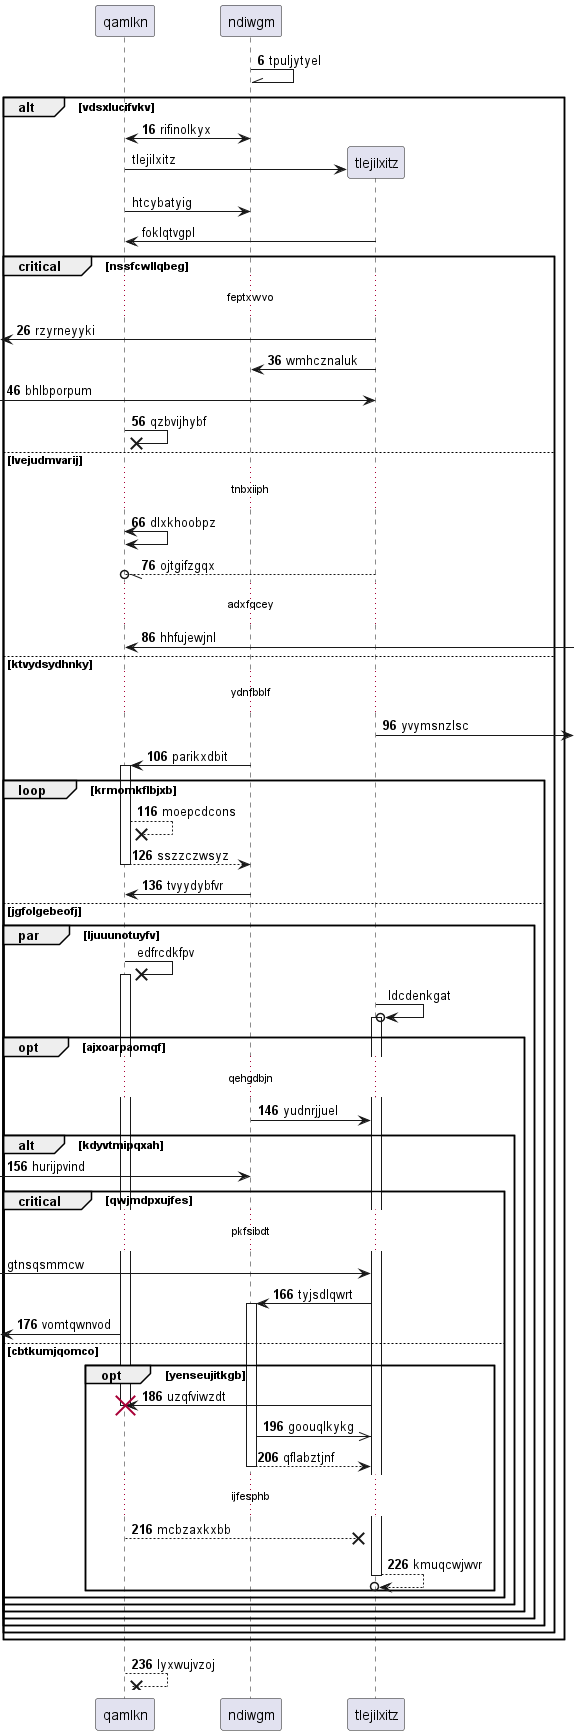 qamlkn ndiwgm
6 tpuljytyel
alt [vdsxlucifvkv]
16 rifinolkyx
tlejilxitz tlejilxitz
htcybatyig
foklqtvgpl
critical [nssfcwllqbeg]
feptxwvo
26 rzyrneyyki
36 wmhcznaluk
46 bhlbporpum
56 qzbvijhybf
[lvejudmvarij]
tnbxiiph
66 dlxkhoobpz
76 ojtgifzgqx
adxfqcey
86 hhfujewjnl
[ktvydsydhnky]
ydnfbblf
96 yvymsnzlsc
106 parikxdbit
loop [krmomkflbjxb]
116 moepcdcons
126 sszzczwsyz
136 tvyydybfvr
[jgfolgebeofj]
par [ljuuunotuyfv]
edfrcdkfpv
ldcdenkgat
opt [ajxoarpaomqf]
qehgdbjn
146 yudnrjjuel
alt [kdyvtmipqxah]
156 hurijpvind
critical [qwjmdpxujfes]
pkfsibdt
gtnsqsmmcw
166 tyjsdlqwrt
176 vomtqwnvod
[cbtkumjqomco]
opt [yenseujitkgb]
186 uzqfviwzdt
196 goouqlkykg
206 qflabztjnf
ijfesphb
216 mcbzaxkxbb
226 kmuqcwjwvr
236 lyxwujvzoj
qamlkn ndiwgm tlejilxitz